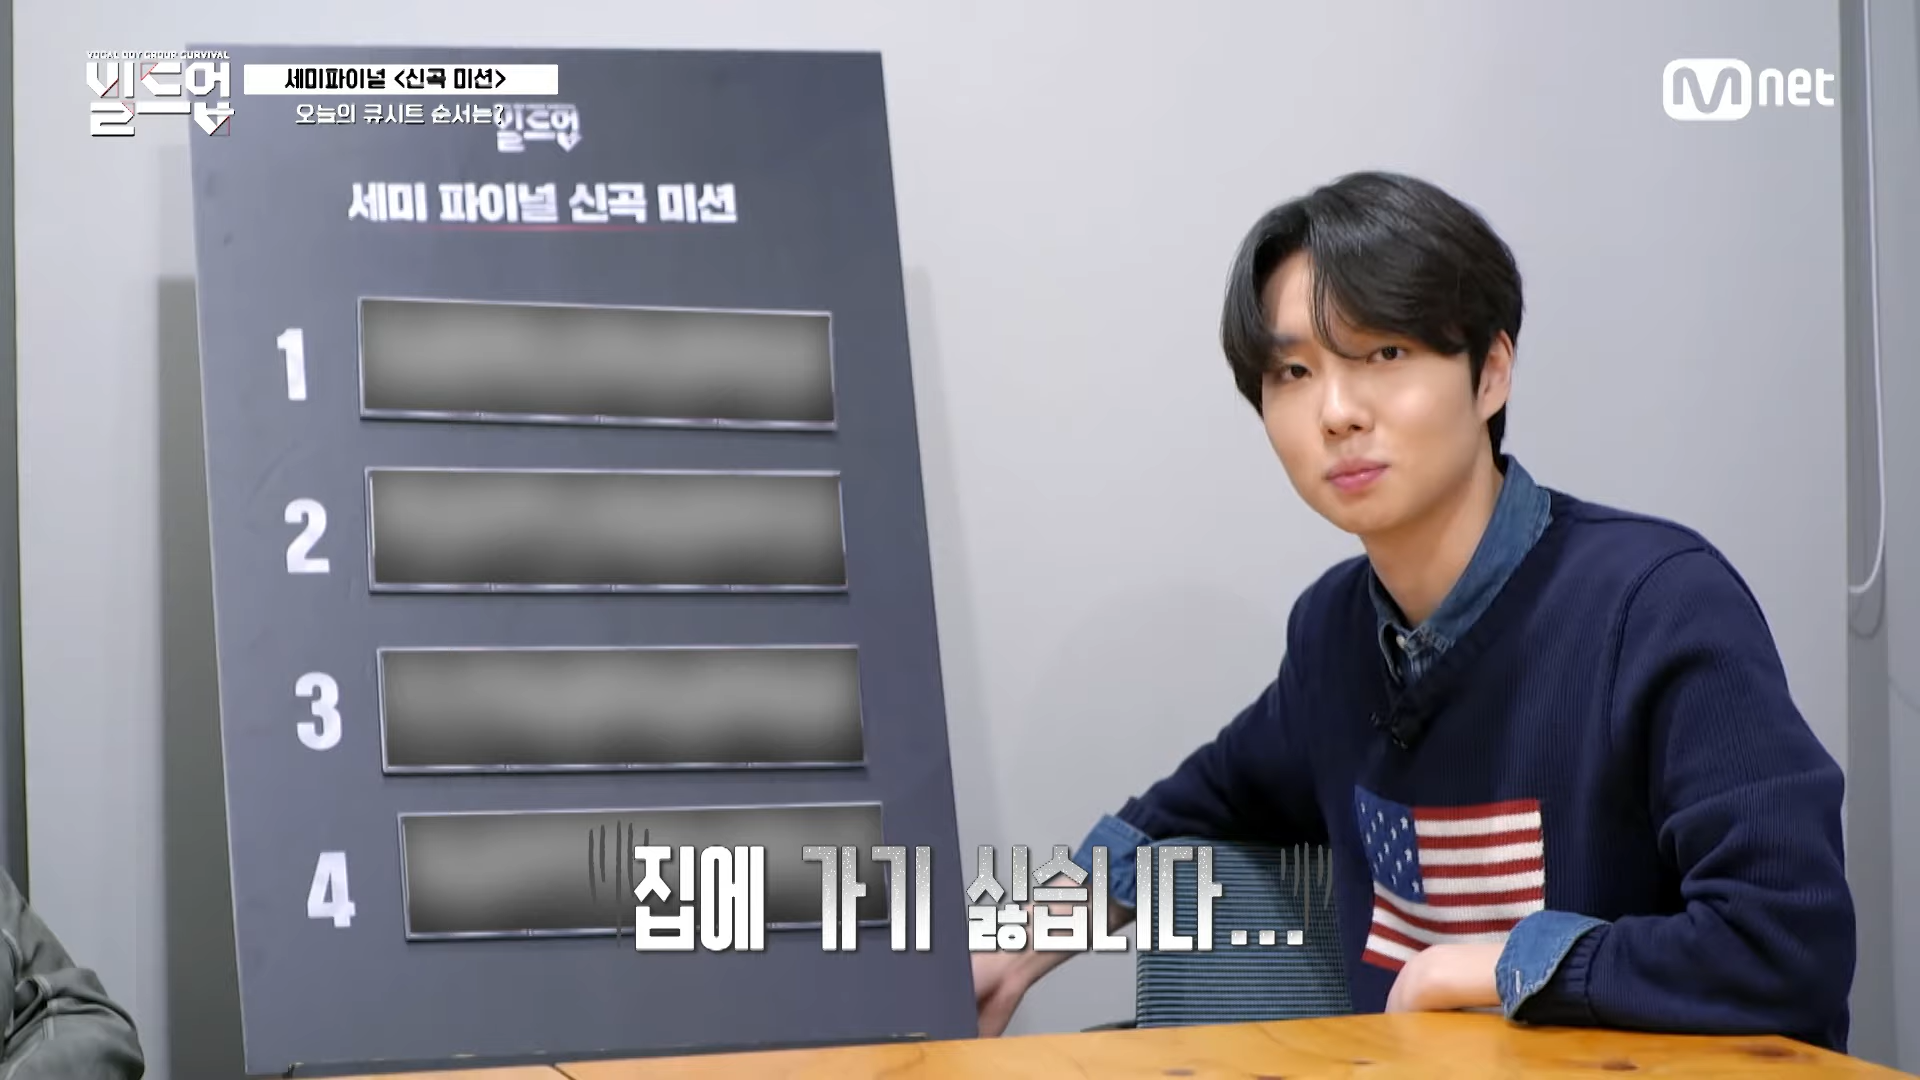 VOCAL BOY GROUP SURVIVAL
빌드업
세미파이널 <신곡 미션>
오늘의 큐시트 순서는?
Mnet
빌드업
세미 파이널 신곡 미션
1
2
3
4
집에 가기 싫습니다...